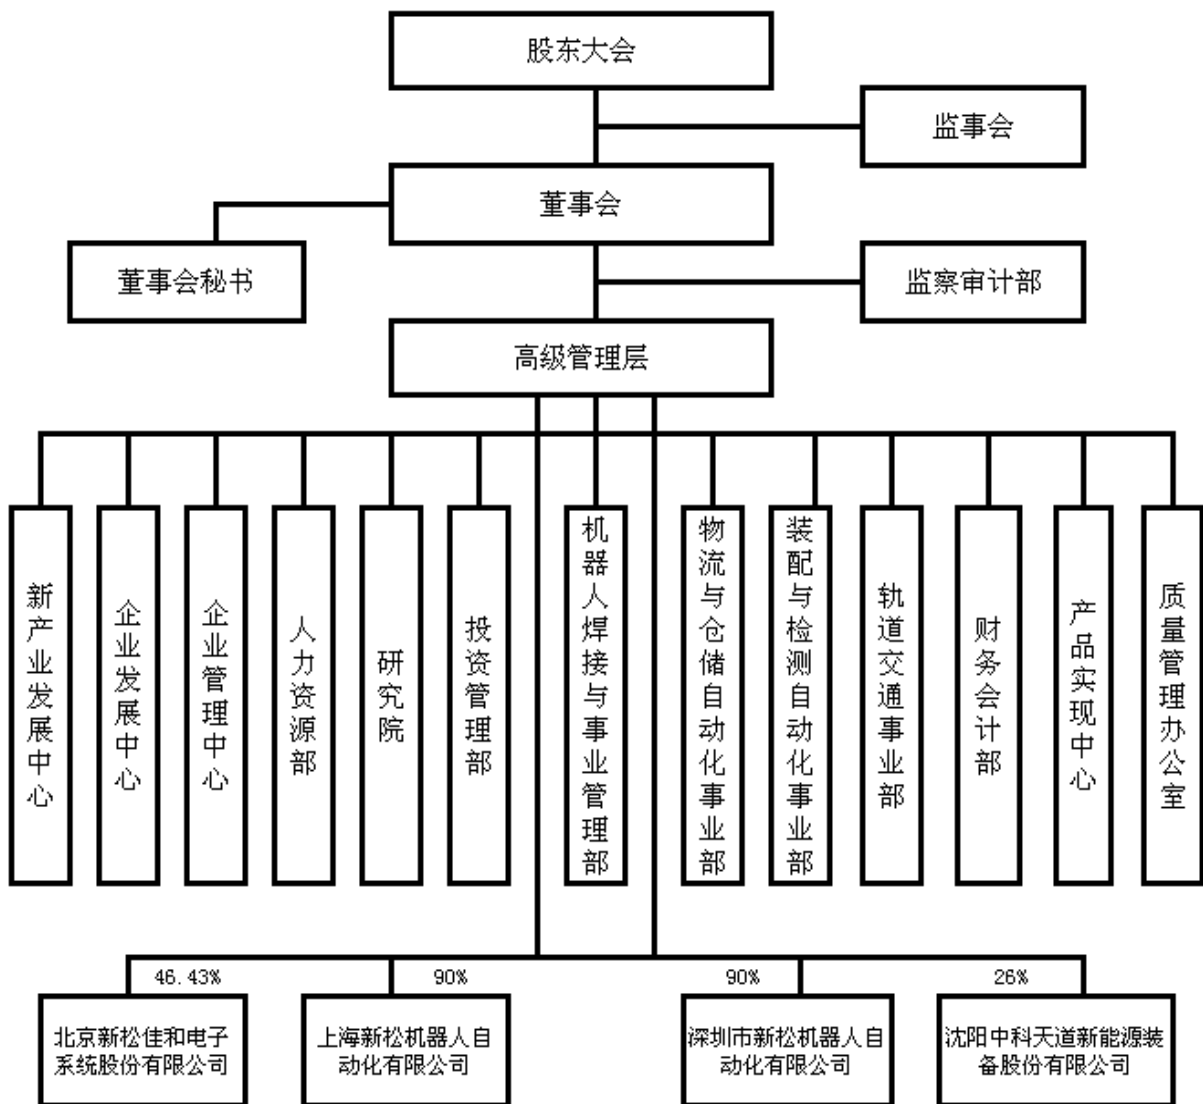 股东大会
监事会
董事会
董事会秘书
监察审计部
高级管理层
新产业发展中心
企业发展中心
企业管理中心
人力资源部
研究院
投资管理部
机器人焊接与事业管理部
物流与仓储自动化事业部
装配与检测自动化事业部
轨道交通事业部
财务会计部
产品实现中心
质量管理办公室
46.43%
90%
90%
26%
北京新松佳和电子
系统股份有限公司
上海新松机器人自
动化有限公司
深圳市新松机器人自
动化有限公司
沈阳中科天道新能源装
备股份有限公司